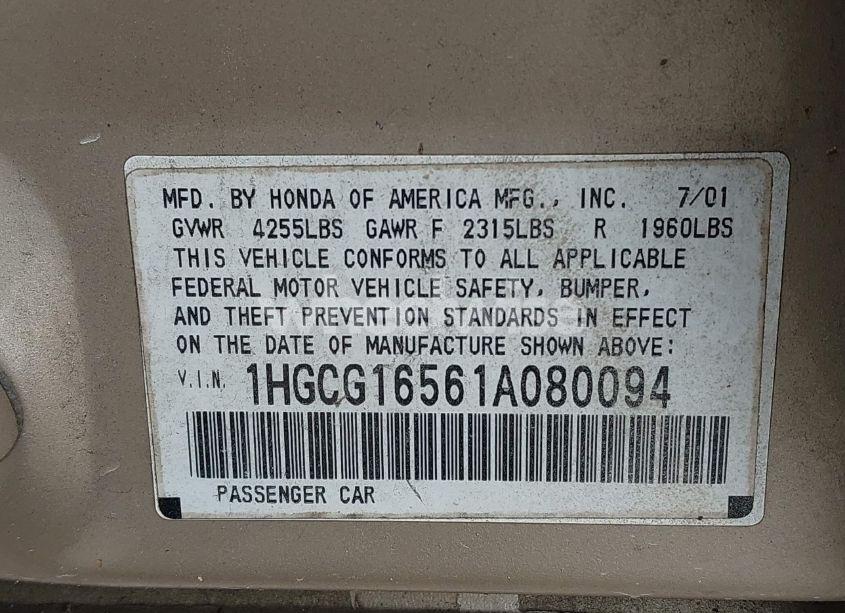 MFD. BY HONDA OF AMERICA MFG., INC. 7/01
GVWR 4255LBS GAWR F 2315LBS R 1960LBS
THIS VEHICLE CONFORMS TO ALL APPLICABLE
FEDERAL MOTOR VEHICLE SAFETY, BUMPER,
AND THEFT PREVENTION STANDARDS IN EFFECT
ON THE DATE OF MANUFACTURE SHOWN ABOVE:
V.I.N. 1HGCG16561A080094
PASSENGER CAR